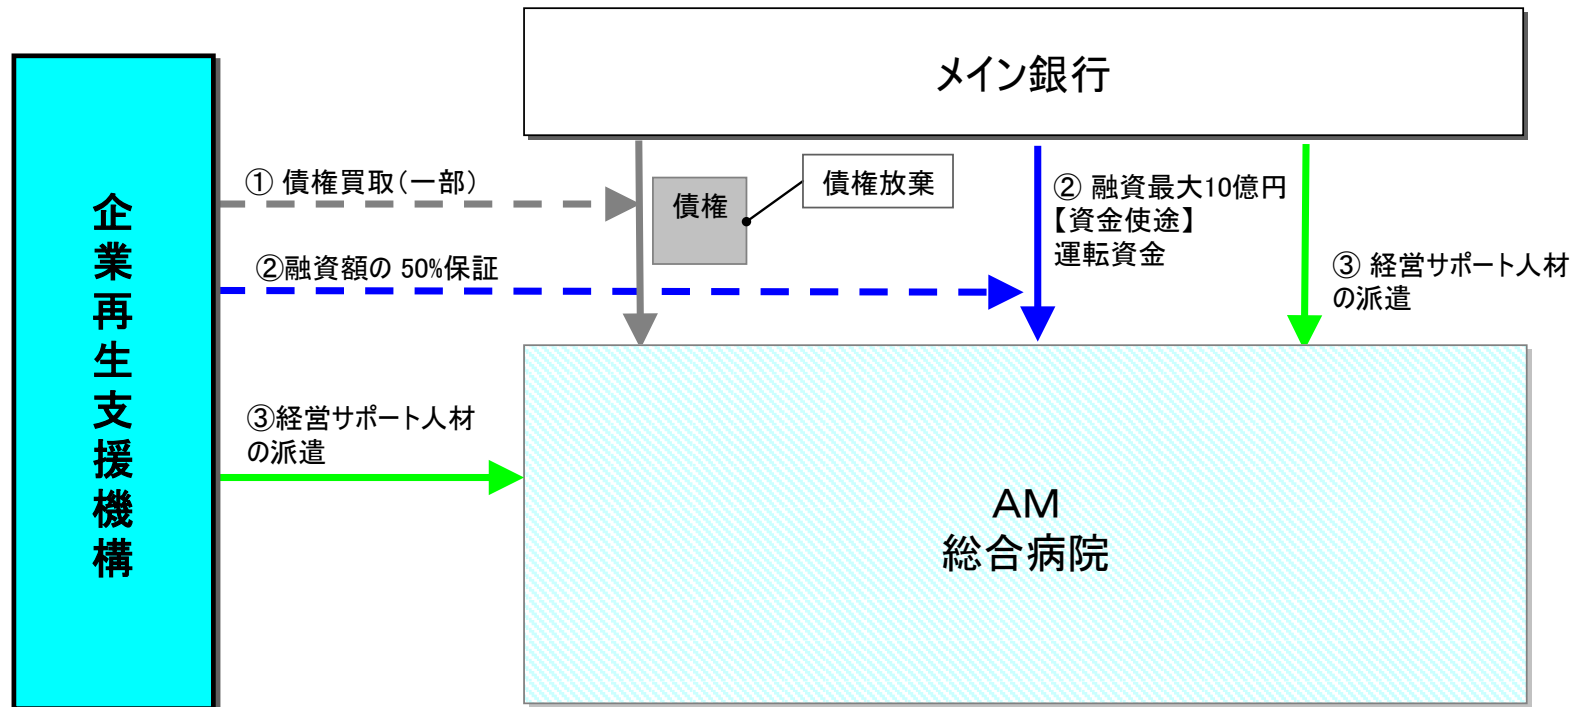 メイン銀行
企業再生支援機構
① 債権買取(一部)
債権
債権放棄
② 融資最大10億円
【資金使途】
運転資金
②融資額の 50%保証
③ 経営サポート人材
の派遣
③経営サポート人材
の派遣
AM
総合病院